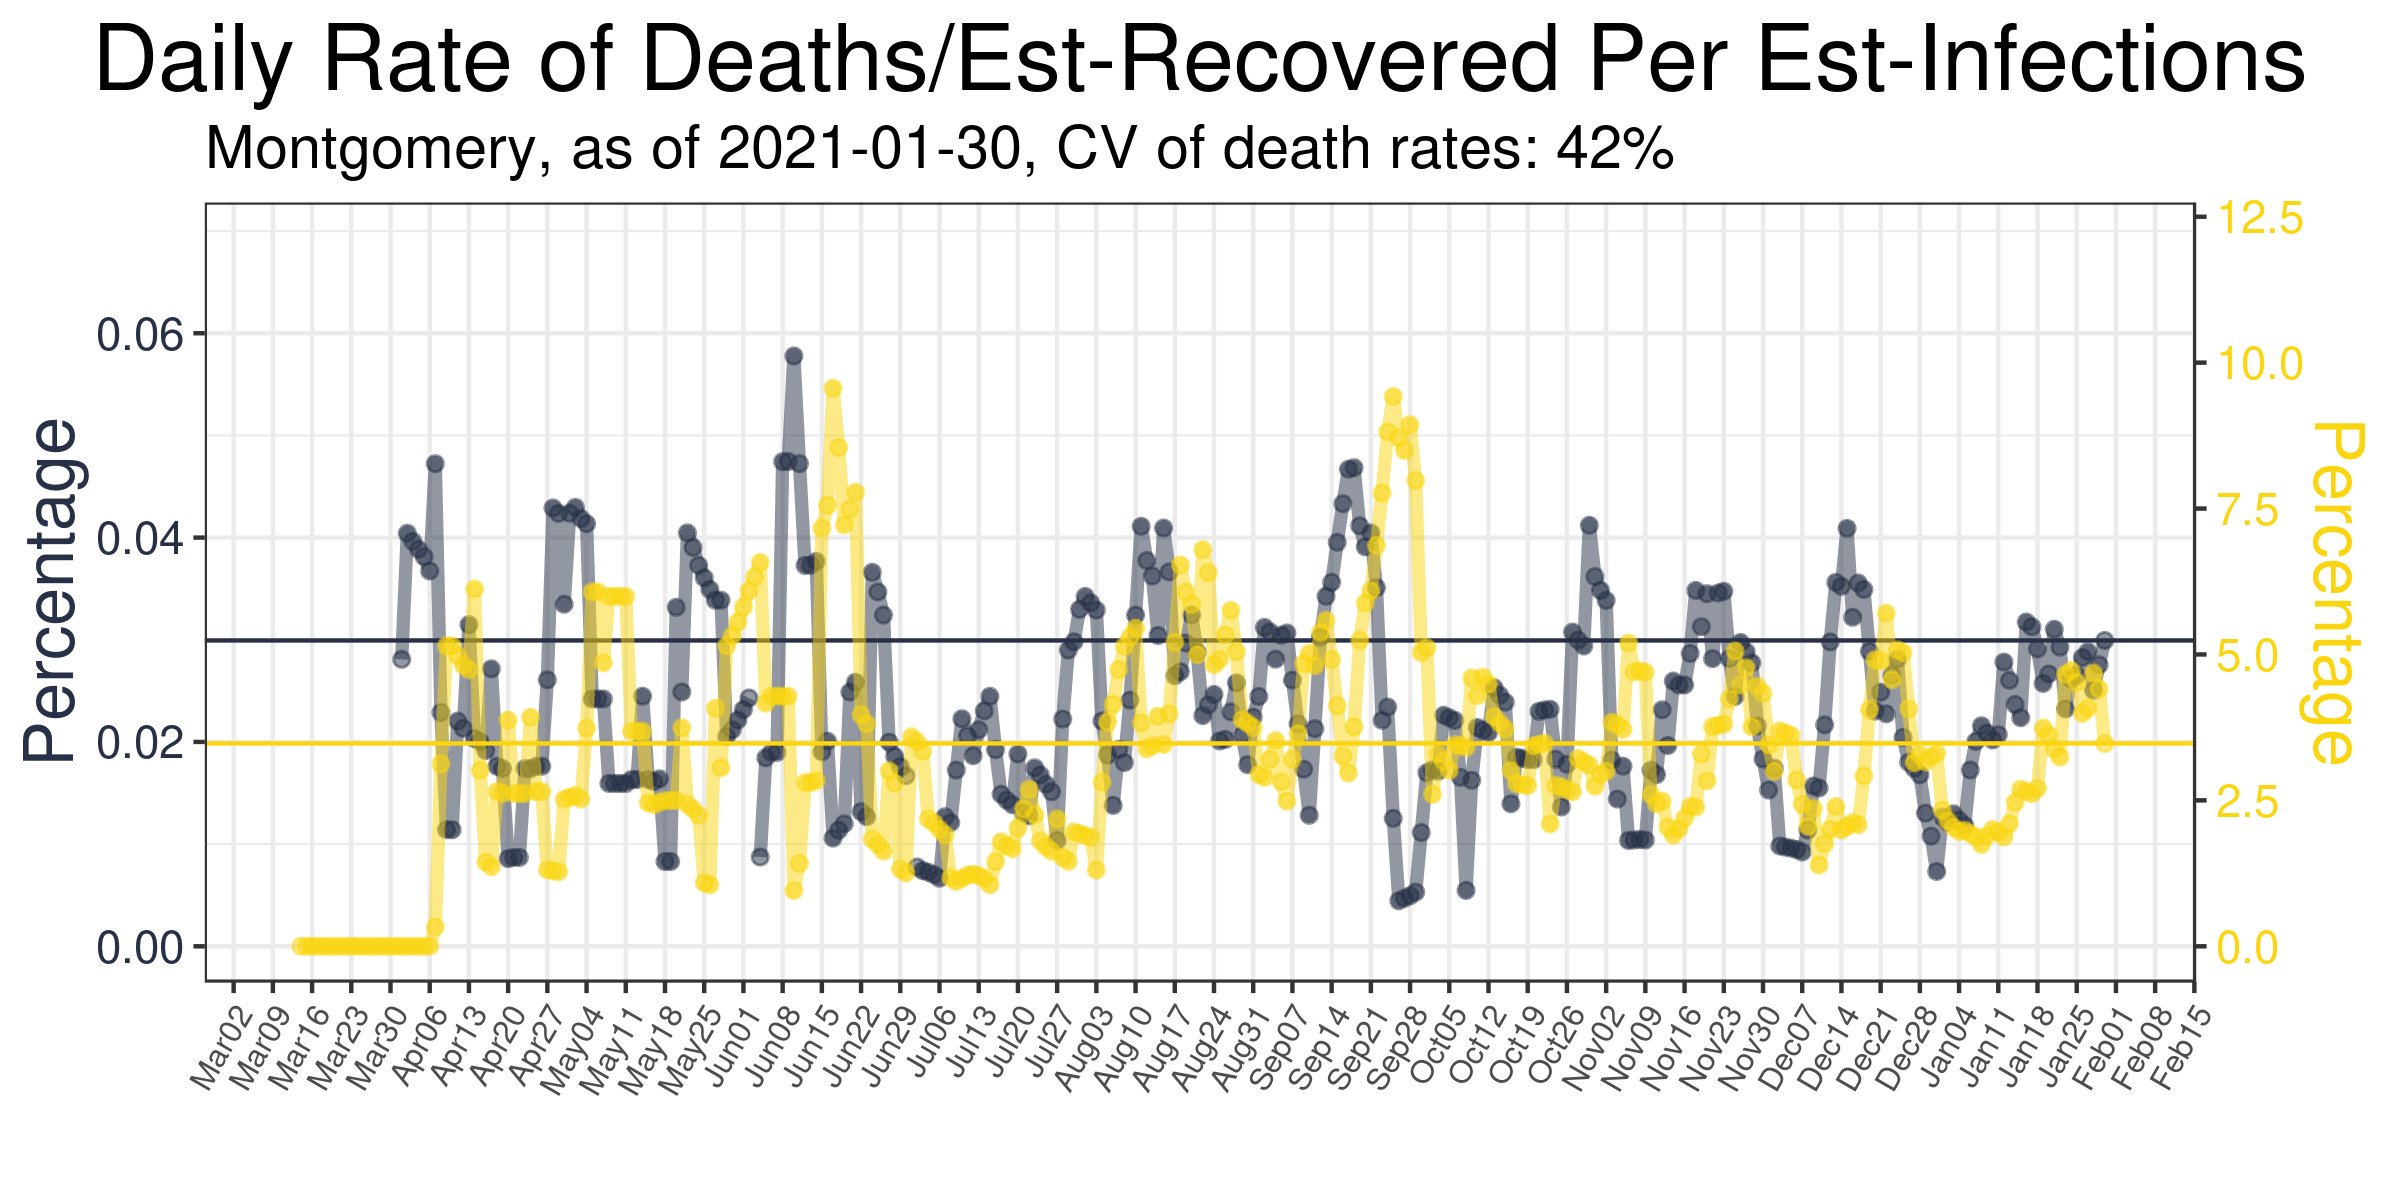 Daily Rate of Deaths/Est-Recovered Per Est-Infections
Montgomery, as of 2021-01-30, CV of death rates: 42%
Percentage
0.06
0.04
0.02
0.00
12.5
10.0
7.5
5.0
2.5
0.0
Percentage
Mar02
Mar09
Mar16
Mar23
Mar30
Apr06
Apr13
Apr20
Apr27
May04
May11
May18
May25
Jun01
Jun08
Jun15
Jun22
Jun29
Jul06
Jul13
Jul20
Jul27
Aug03
Aug10
Aug17
Aug24
Aug31
Sep07
Sep14
Sep21
Sep28
Oct05
Oct12
Oct19
Oct26
Nov02
Nov09
Nov16
Nov23
Nov30
Dec07
Dec14
Dec21
Dec28
Jan04
Jan11
Jan18
Jan25
Feb01
Feb08
Feb15